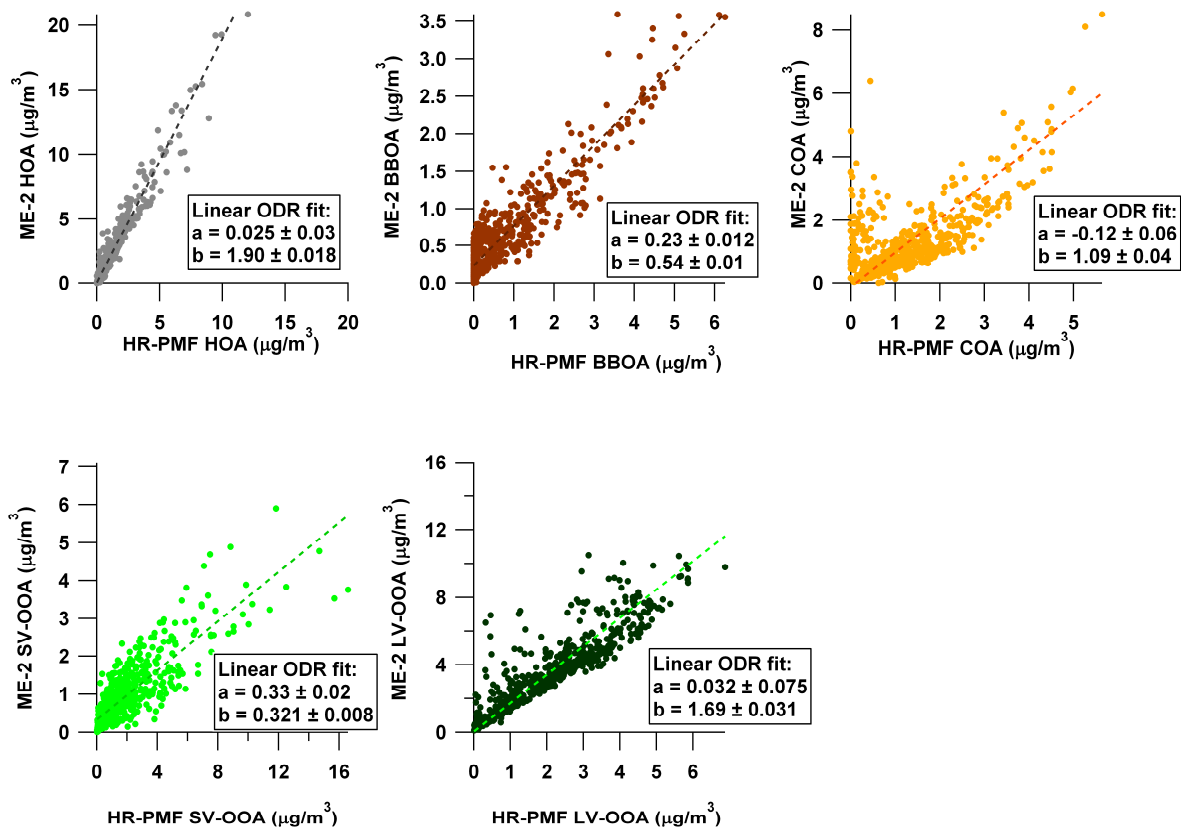 20
15
10
5
0
ME-2 HOA (μg/m³)
Linear ODR fit:
a = 0.025 ± 0.03
b = 1.90 ± 0.018
0 5 10 15 20
HR-PMF HOA (μg/m³)
3.5
3.0
2.5
2.0
1.5
1.0
0.5
0.0
ME-2 BBOA (μg/m³)
Linear ODR fit:
a = 0.23 ± 0.012
b = 0.54 ± 0.01
0 1 2 3 4 5 6
HR-PMF BBOA (μg/m³)
8
6
4
2
0
ME-2 COA (μg/m³)
Linear ODR fit:
a = -0.12 ± 0.06
b = 1.09 ± 0.04
0 1 2 3 4 5
HR-PMF COA (μg/m³)
7
6
5
4
3
2
1
0
ME-2 SV-OOA (μg/m³)
Linear ODR fit:
a = 0.33 ± 0.02
b = 0.321 ± 0.008
0 4 8 12 16
HR-PMF SV-OOA (μg/m³)
16
12
8
4
0
ME-2 LV-OOA (μg/m³)
Linear ODR fit:
a = 0.032 ± 0.075
b = 1.69 ± 0.031
0 1 2 3 4 5 6
HR-PMF LV-OOA (μg/m³)